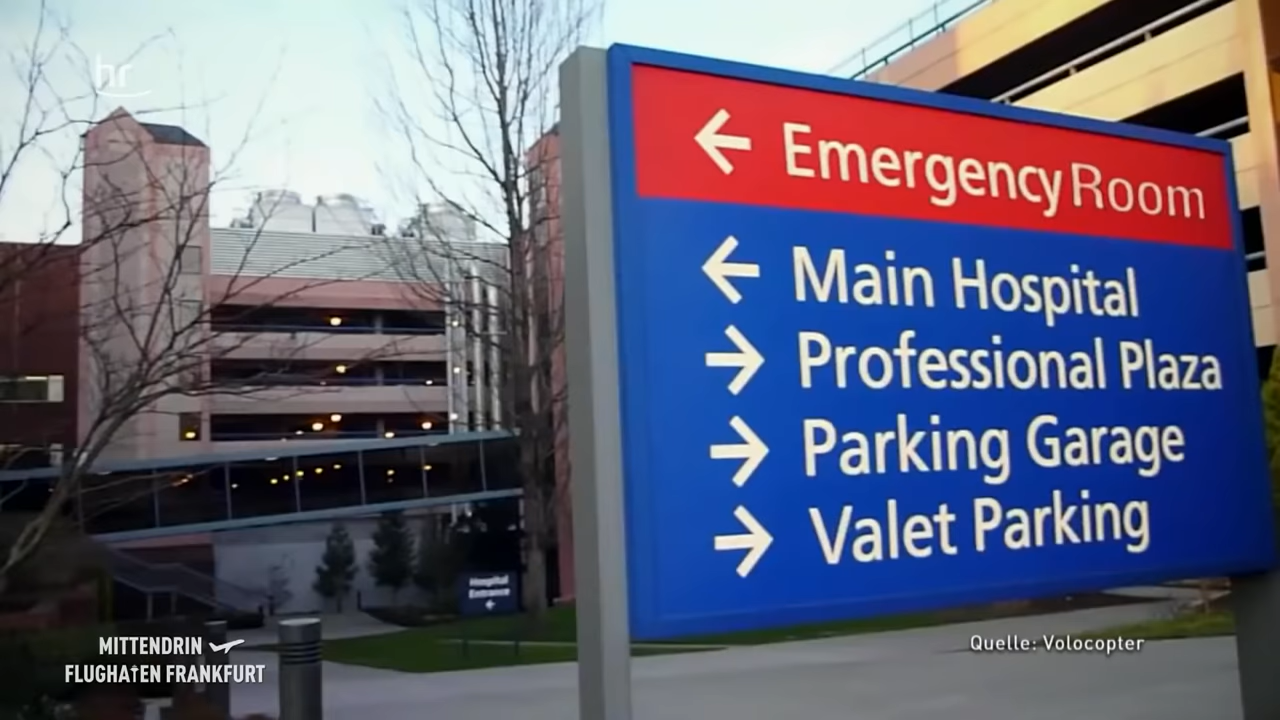 hr
← Emergency Room
← Main Hospital
→ Professional Plaza
→ Parking Garage
→ Valet Parking
Hospital
Entrance
←
MITTENDRIN
FLUGHAFEN FRANKFURT
Quelle: Volocopter